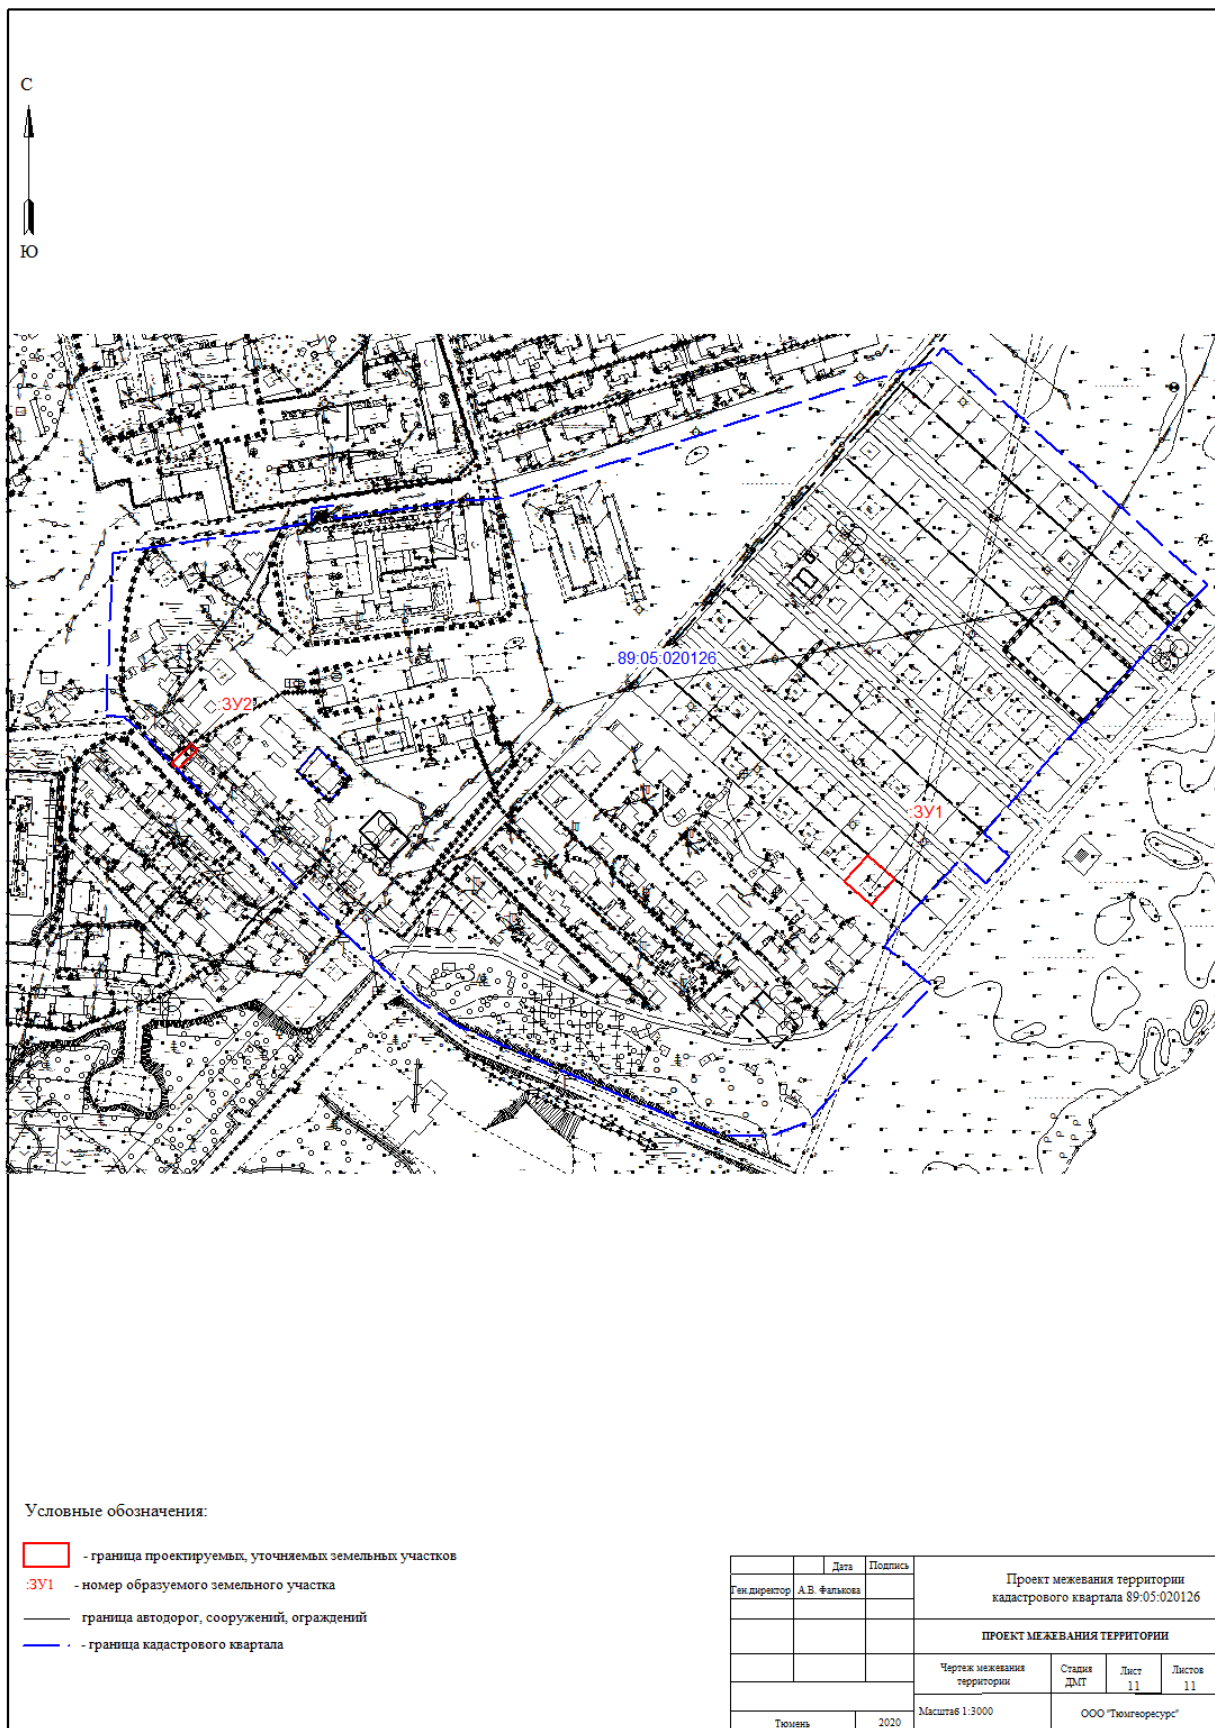 С
Ю
89:05:020126
:ЗУ2
:ЗУ1
Условные обозначения:
- граница проектируемых, уточняемых земельных участков
:ЗУ1 - номер образуемого земельного участка
граница автодорог, сооружений, ограждений
- граница кадастрового квартала
Дата Подпись
Ген.директор А.В. Фалькова
Проект межевания территории
кадастрового квартала 89:05:020126
ПРОЕКТ МЕЖЕВАНИЯ ТЕРРИТОРИИ
Чертеж межевания
территории
Стадия
ДМТ
Лист
11
Листов
11
Масштаб 1:3000
ООО "Тюмгеоресурс"
Тюмень 2020